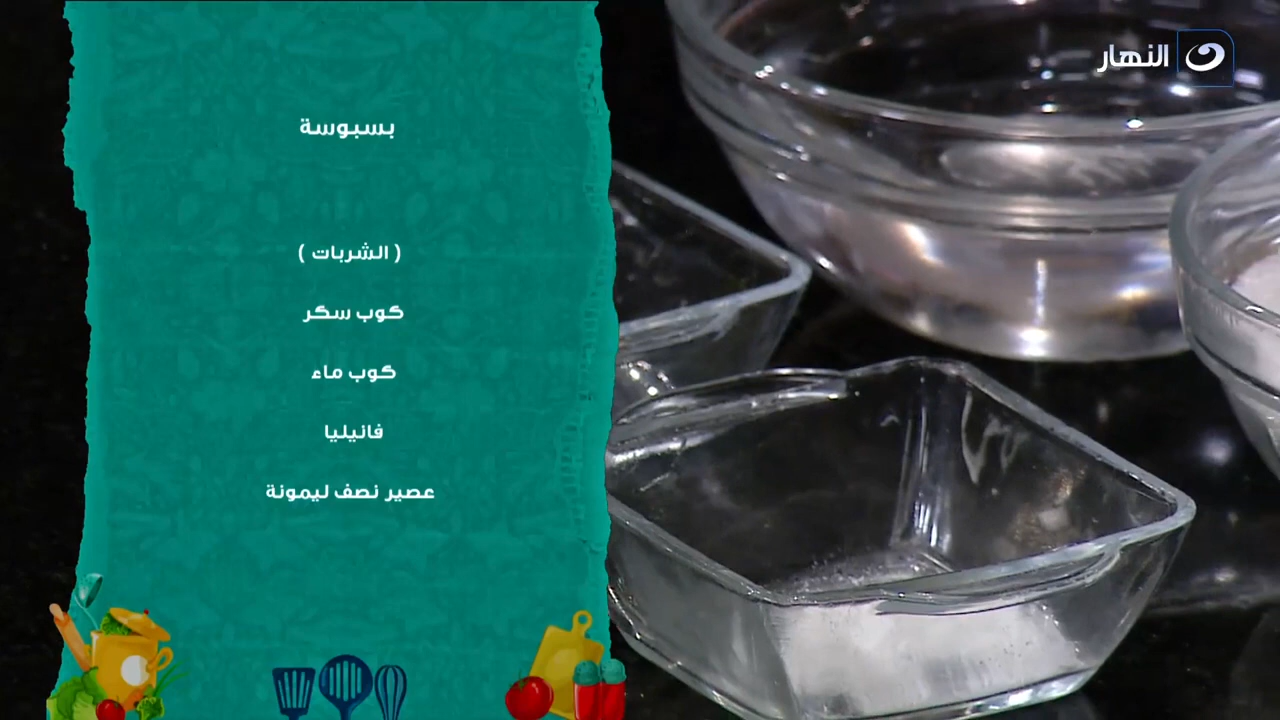 النهار
بسبوسة
( الشربات )
كوب سكر
كوب ماء
فانيليا
عصير نصف ليمونة